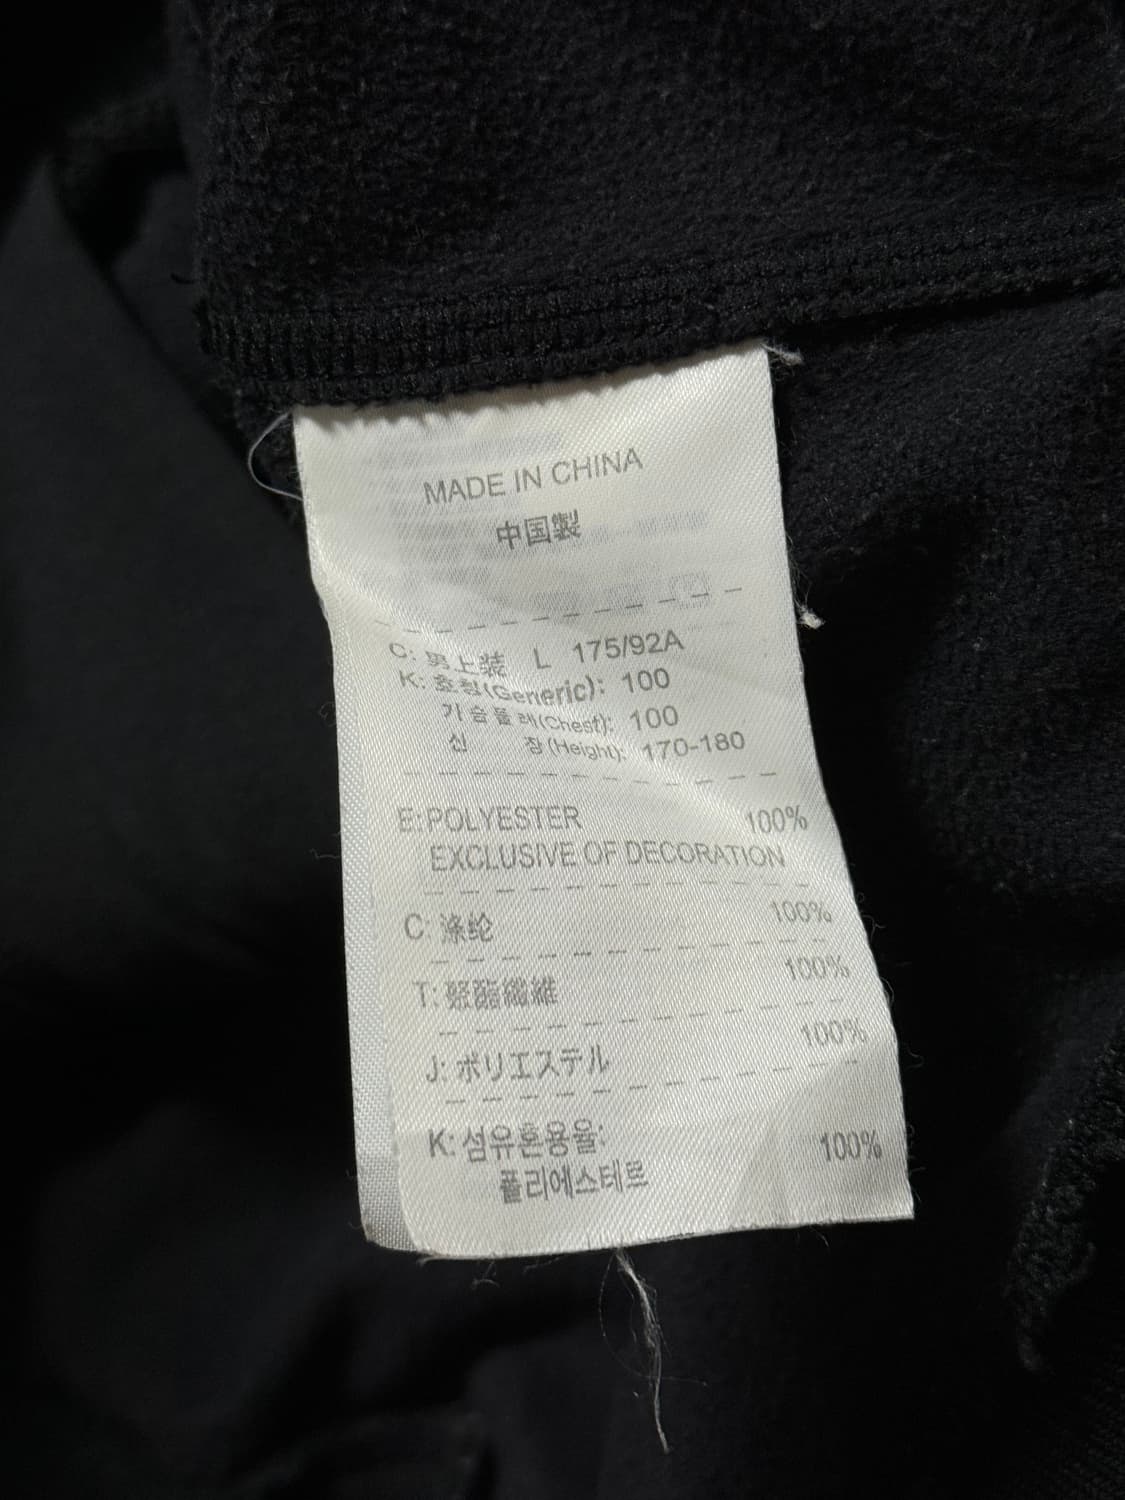 MADE IN CHINA
中国製
C: 男上装 L 175/92A
K: 호칭(Generic): 100
가슴둘레(Chest): 100
신 장(Height): 170-180
E:POLYESTER 100%
EXCLUSIVE OF DECORATION
C: 涤纶 100%
T: 聚酯纖維 100%
J: ポリエステル 100%
K: 섬유혼용율:
폴리에스테르 100%